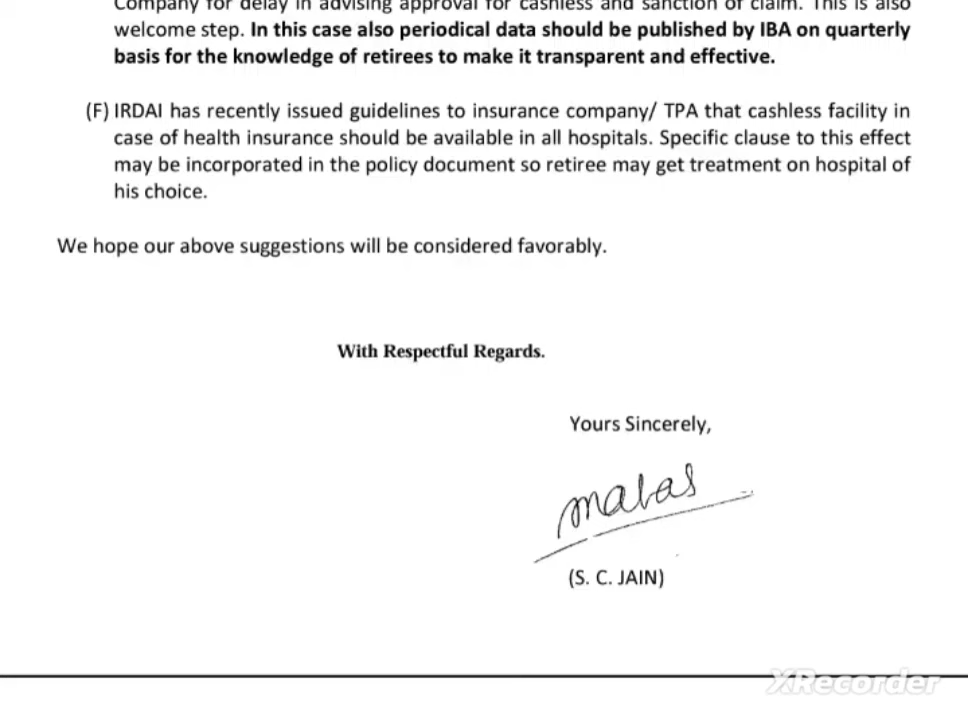 Company for delay in advising approval for cashless and sanction of claim. This is also
welcome step. In this case also periodical data should be published by IBA on quarterly
basis for the knowledge of retirees to make it transparent and effective.
(F) IRDAI has recently issued guidelines to insurance company/ TPA that cashless facility in
case of health insurance should be available in all hospitals. Specific clause to this effect
may be incorporated in the policy document so retiree may get treatment on hospital of
his choice.
We hope our above suggestions will be considered favorably.
With Respectful Regards.
Yours Sincerely,
(S. C. JAIN)
XRecorder